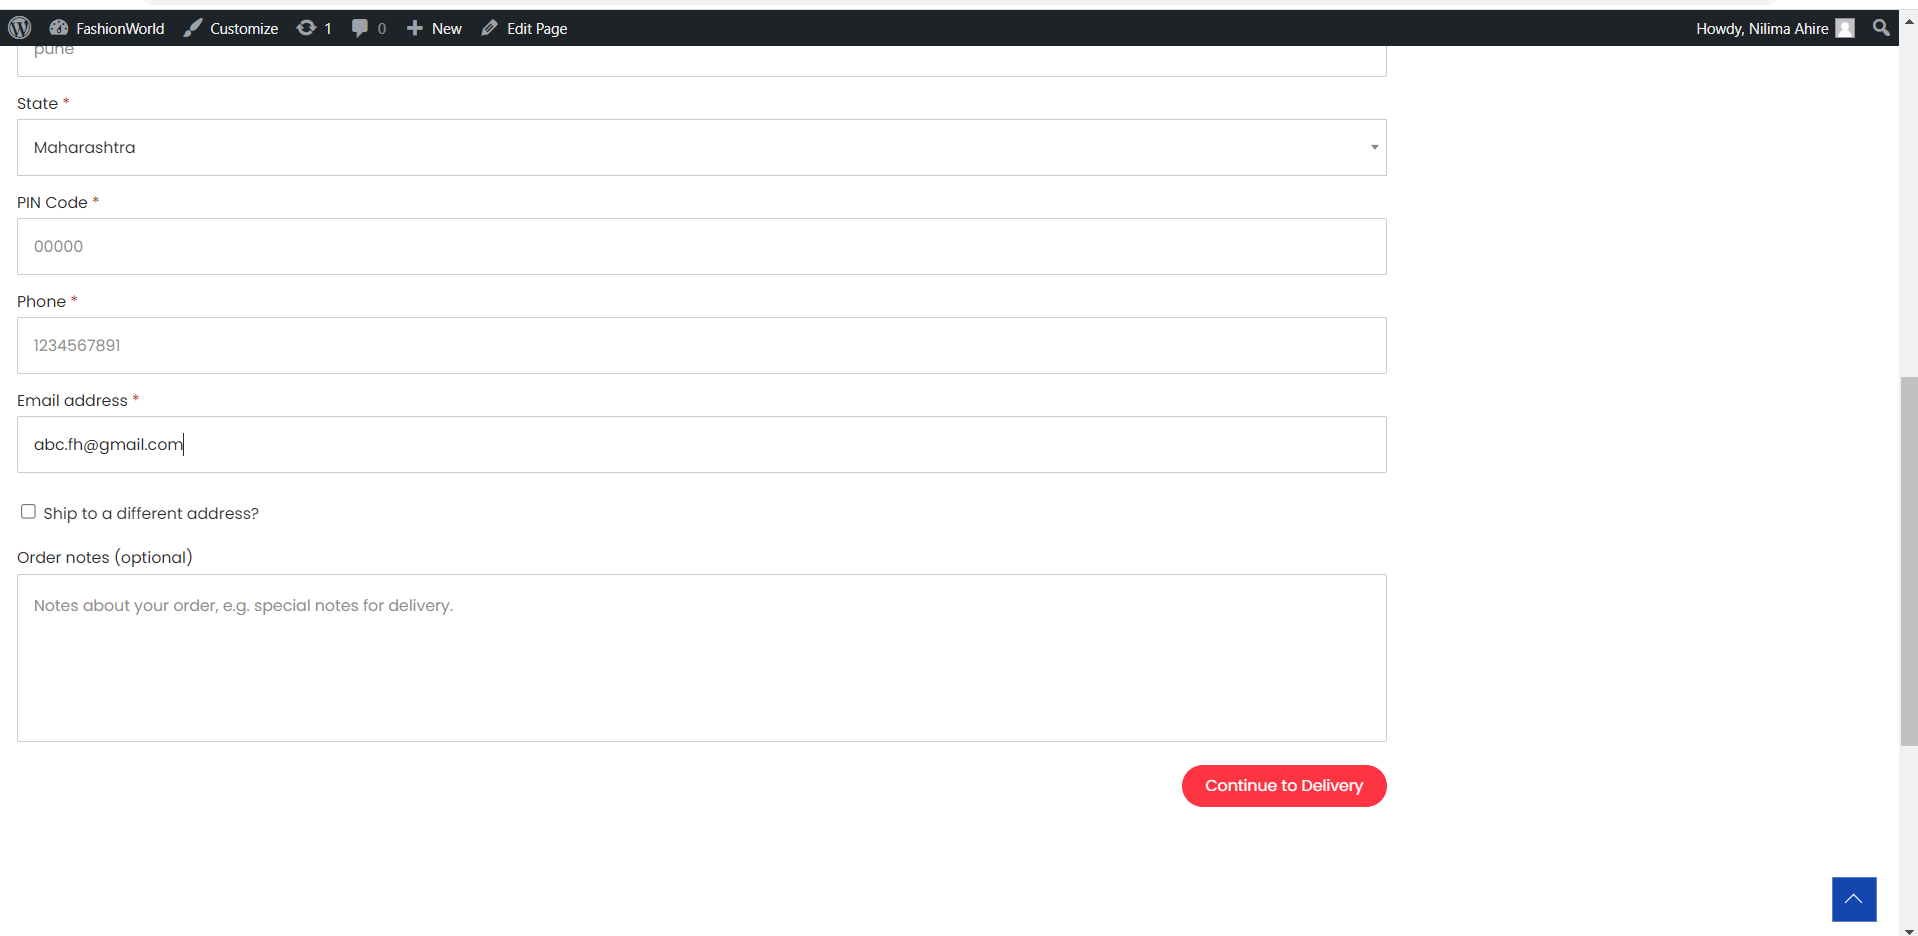 FashionWorld Customize 1 0 New Edit Page Howdy, Nilima Ahire
pune
State *
Maharashtra
PIN Code *
00000
Phone *
1234567891
Email address *
abc.fh@gmail.com
Ship to a different address?
Order notes (optional)
Notes about your order, e.g. special notes for delivery.
Continue to Delivery